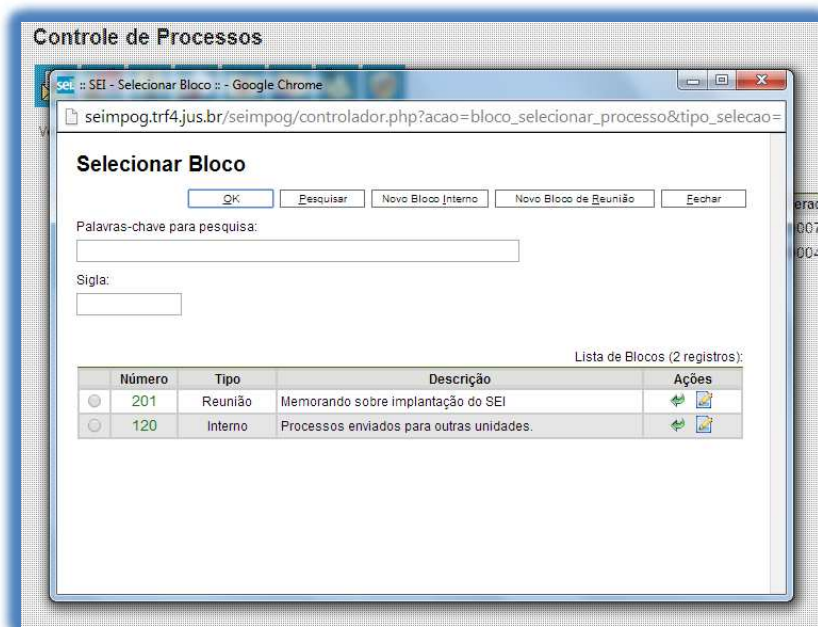 Controle de Processos
sei :: SEI - Selecionar Bloco :: - Google Chrome
seimpog.trf4.jus.br/seimpog/controlador.php?acao=bloco_selecionar_processo&tipo_selecao=
Selecionar Bloco
OK Pesquisar Novo Bloco Interno Novo Bloco de Reunião Fechar
Palavras-chave para pesquisa:
Sigla:
Lista de Blocos (2 registros):
Número Tipo Descrição Ações
201 Reunião Memorando sobre implantação do SEI
120 Interno Processos enviados para outras unidades.